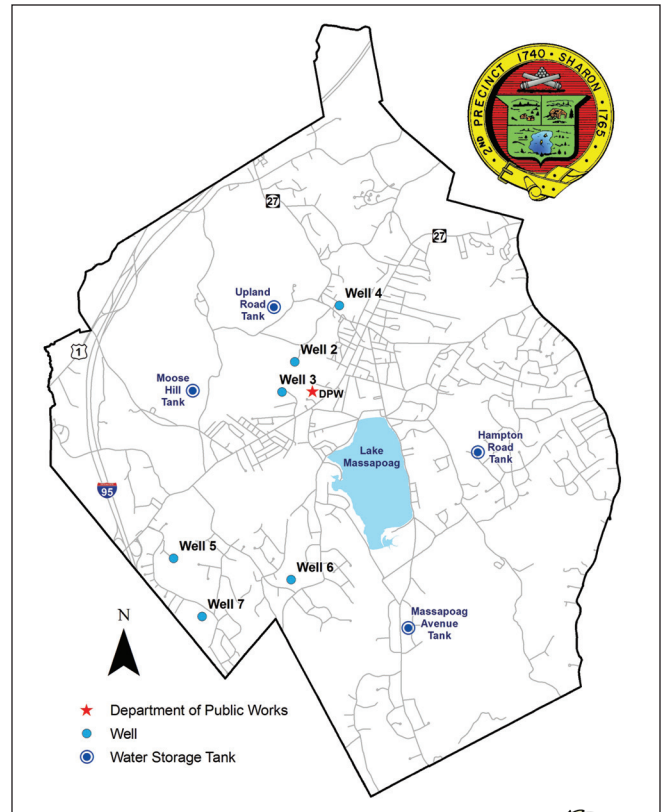 2ND PRECINCT 1740 • SHARON • 1765
27
27
Upland
Road
Tank
Well 4
1
Well 2
Moose
Hill
Tank
Well 3
DPW
Lake
Massapoag
Hampton
Road
Tank
95
Well 5
Well 6
Well 7
Massapoag
Avenue
Tank
N
Department of Public Works
Well
Water Storage Tank